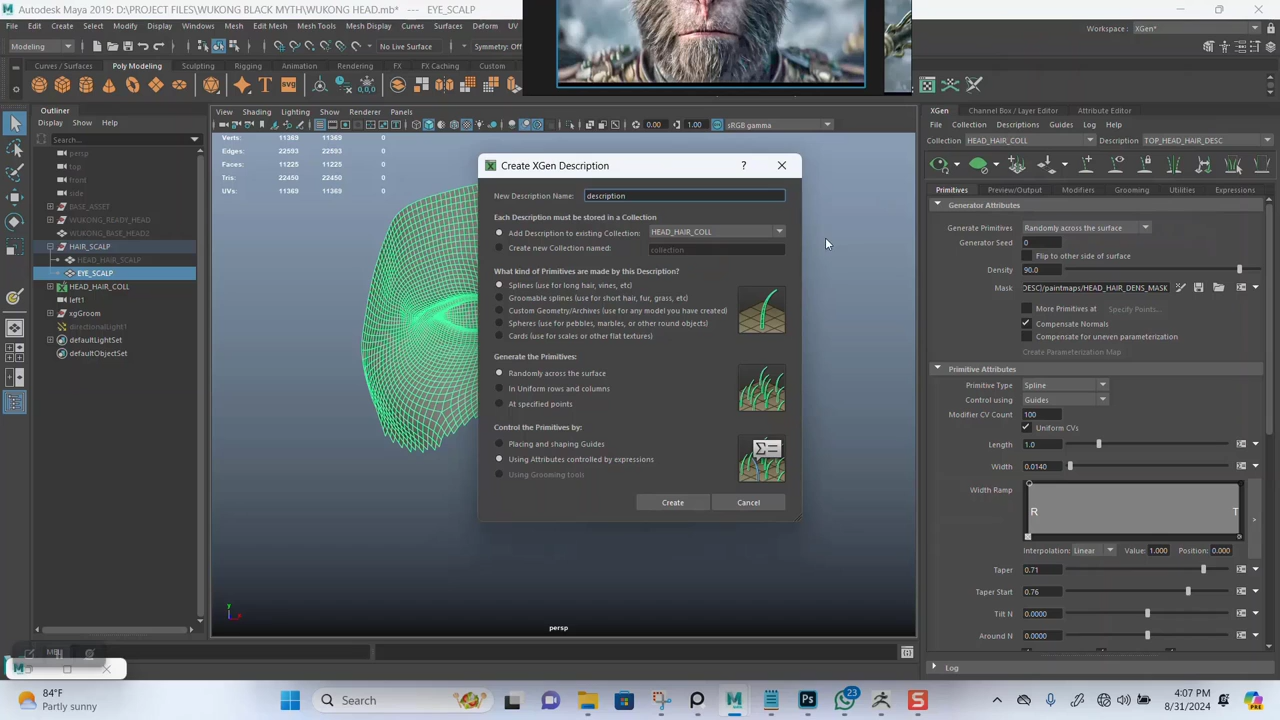 Autodesk Maya 2019: D:\PROJECT FILES\WUKONG BLACK MYTH\WUKONG HEAD.mb* --- EYE_SCALP
File Edit Create Select Modify Display Windows Mesh Edit Mesh Mesh Tools Mesh Display Curves Surfaces Deform UV
Workspace: XGen*
Modeling
No Live Surface
Symmetry: Off
Curves / Surfaces Poly Modeling Sculpting Rigging Animation Rendering FX FX Caching Custom
Outliner
Display Show Help
Search...
persp
top
front
side
BASE_ASSET
WUKONG_READY_HEAD
WUKONG_BASE_HEAD2
HAIR_SCALP
HEAD_HAIR_SCALP
EYE_SCALP
HEAD_HAIR_COLL
left1
xgGroom
directionalLight1
defaultLightSet
defaultObjectSet
View Shading Lighting Show Renderer Panels
0.00 1.00 sRGB gamma
Verts: 11369 11369 0
Edges: 22593 22593 0
Faces: 11225 11225 0
Tris: 22450 22450 0
UVs: 11369 11369 0
persp
Create XGen Description ?
New Description Name: description
Each Description must be stored in a Collection
Add Description to existing Collection: HEAD_HAIR_COLL
Create new Collection named: collection
What kind of Primitives are made by this Description?
Splines (use for long hair, vines, etc)
Groomable splines (use for short hair, fur, grass, etc)
Custom Geometry/Archives (use for any model you have created)
Spheres (use for pebbles, marbles, or other round objects)
Cards (use for scales or other flat textures)
Generate the Primitives:
Randomly across the surface
In Uniform rows and columns
At specified points
Control the Primitives by:
Placing and shaping Guides
Using Attributes controlled by expressions
Using Grooming tools
Create Cancel
XGen Channel Box / Layer Editor Attribute Editor
File Collection Descriptions Guides Log Help
Collection HEAD_HAIR_COLL Description TOP_HEAD_HAIR_DESC
Primitives Preview/Output Modifiers Grooming Utilities Expressions
Generator Attributes
Generate Primitives Randomly across the surface
Generator Seed 0
Flip to other side of surface
Density 90.0
Mask DESC)/paintmaps/HEAD_HAIR_DENS_MASK
More Primitives at Specify Points...
Compensate Normals
Compensate for uneven parameterization
Create Parameterization Map
Primitive Attributes
Primitive Type Spline
Control using Guides
Modifier CV Count 100
Uniform CVs
Length 1.0
Width 0.0140
Width Ramp R T
Interpolation: Linear Value: 1.000 Position: 0.000
Taper 0.71
Taper Start 0.76
Tilt N 0.0000
Around N 0.0000
Log
84°F
Partly sunny
Search
23
4:07 PM
8/31/2024